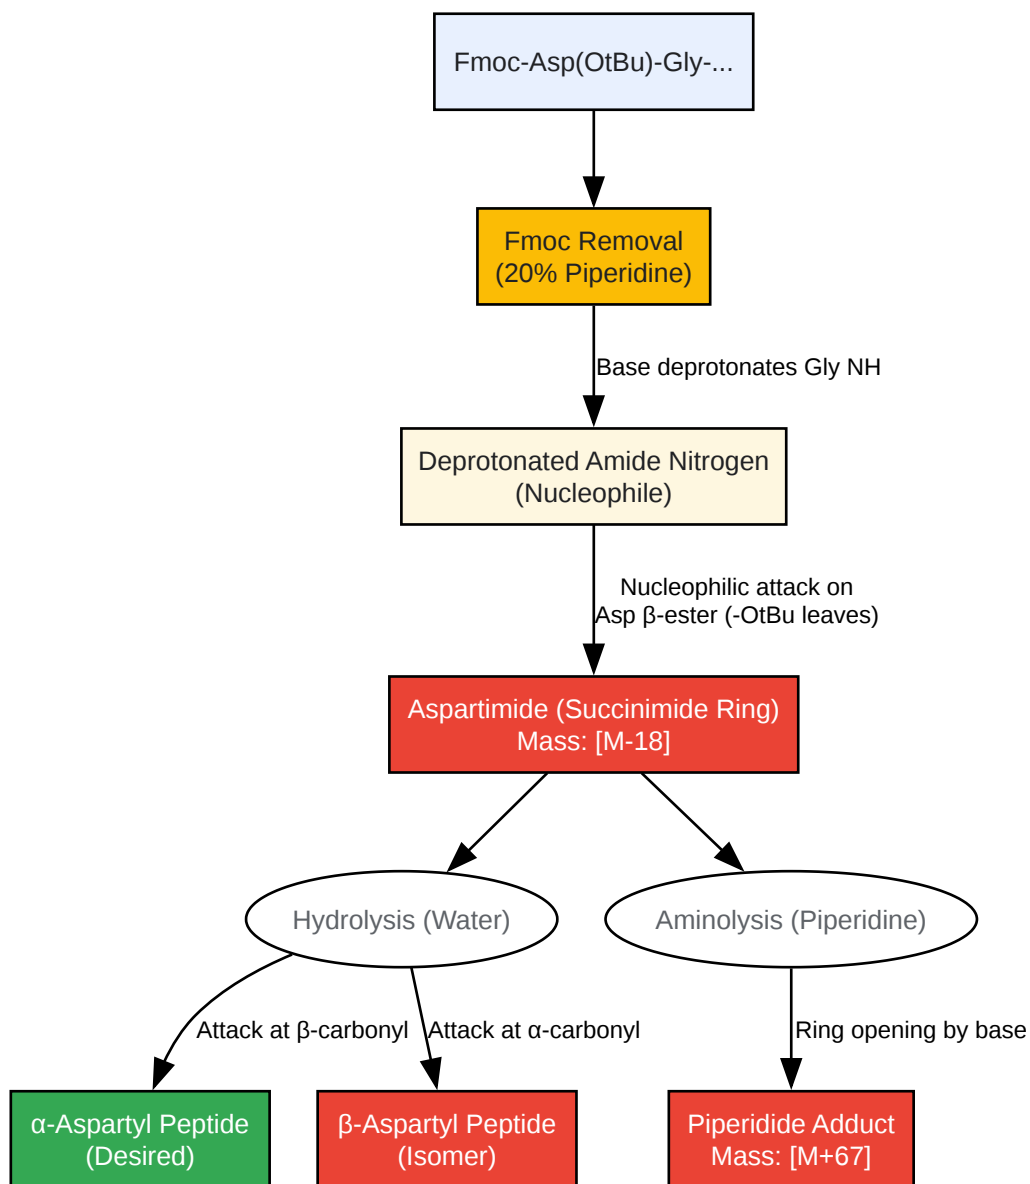 Fmoc-Asp(OtBu)-Gly-...
Fmoc Removal
(20% Piperidine)
Base deprotonates Gly NH
Deprotonated Amide Nitrogen
(Nucleophile)
Nucleophilic attack on
Asp β-ester (-OtBu leaves)
Aspartimide (Succinimide Ring)
Mass: [M-18]
Hydrolysis (Water)
Aminolysis (Piperidine)
Attack at β-carbonyl
Attack at α-carbonyl
Ring opening by base
α-Aspartyl Peptide
(Desired)
β-Aspartyl Peptide
(Isomer)
Piperidide Adduct
Mass: [M+67]